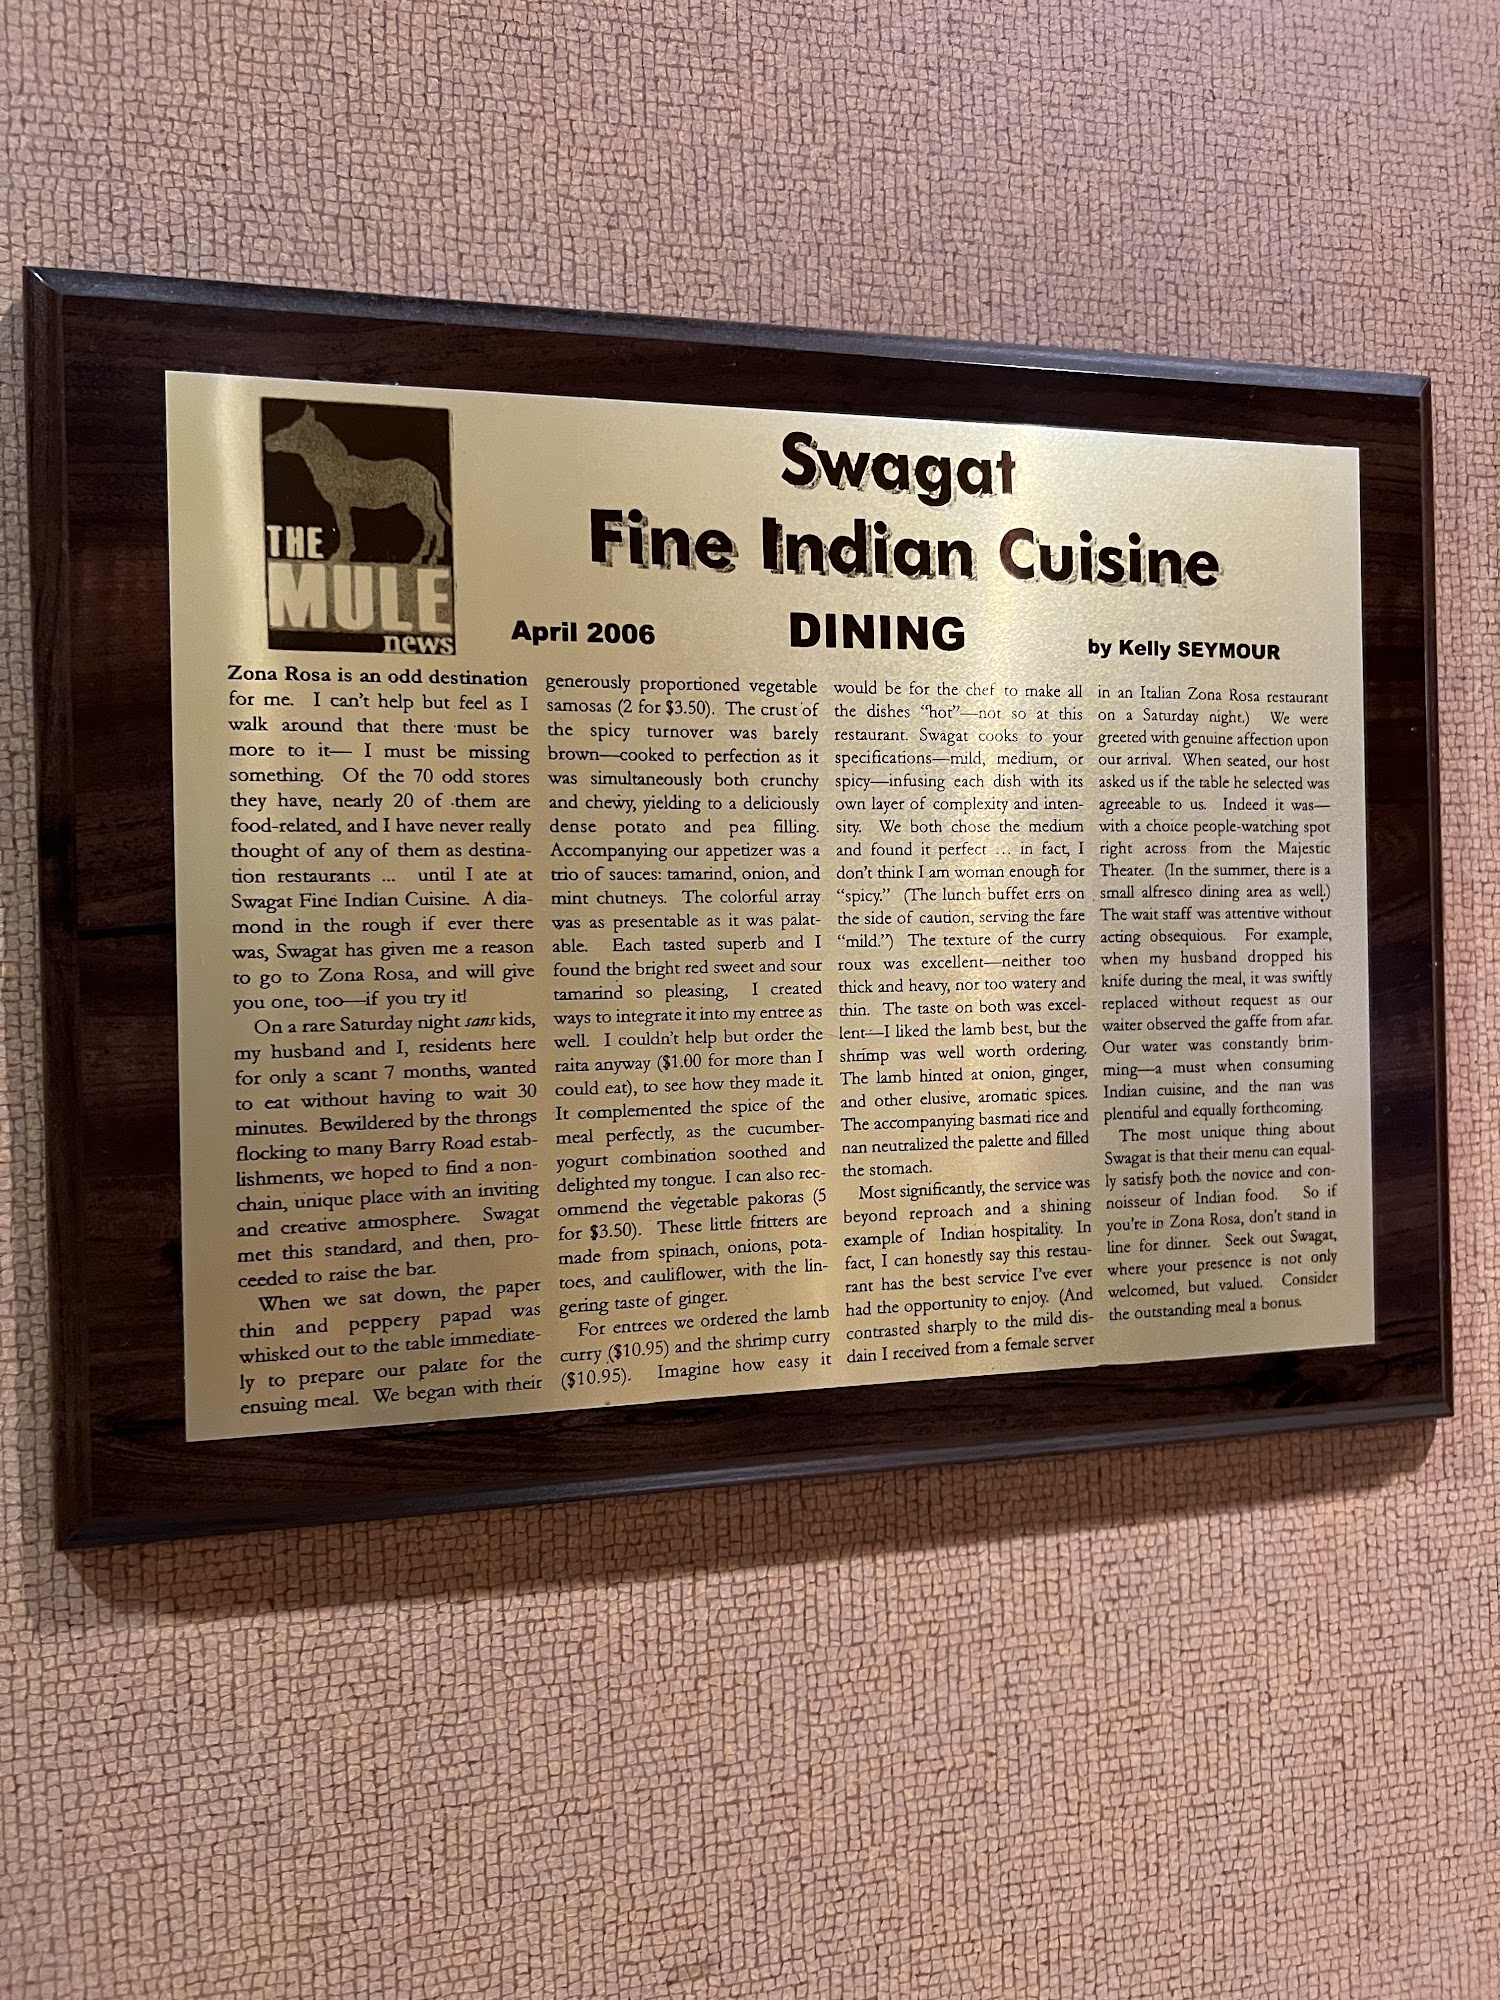 THE
MULE
news
Swagat
Fine Indian Cuisine
April 2006
DINING
by Kelly SEYMOUR
Zona Rosa is an odd destination
for me. I can't help but feel as I
walk around that there must be
more to it— I must be missing
something. Of the 70 odd stores
they have, nearly 20 of them are
food-related, and I have never really
thought of any of them as destina-
tion restaurants ... until I ate at
Swagat Fine Indian Cuisine. A dia-
mond in the rough if ever there
was, Swagat has given me a reason
to go to Zona Rosa, and will give
you one, too—if you try it!
On a rare Saturday night sans kids,
my husband and I, residents here
for only a scant 7 months, wanted
to eat without having to wait 30
minutes. Bewildered by the throngs
flocking to many Barry Road estab-
lishments, we hoped to find a non-
chain, unique place with an inviting
and creative atmosphere. Swagat
met this standard, and then, pro-
ceeded to raise the bar.
When we sat down, the paper
thin and peppery papad was
whisked out to the table immediate-
ly to prepare our palate for the
ensuing meal. We began with their
generously proportioned vegetable
samosas (2 for $3.50). The crust of
the spicy turnover was barely
brown—cooked to perfection as it
was simultaneously both crunchy
and chewy, yielding to a deliciously
dense potato and pea filling.
Accompanying our appetizer was a
trio of sauces: tamarind, onion, and
mint chutneys. The colorful array
was as presentable as it was palat-
able. Each tasted superb and I
found the bright red sweet and sour
tamarind so pleasing, I created
ways to integrate it into my entree as
well. I couldn't help but order the
raita anyway ($1.00 for more than I
could eat), to see how they made it.
It complemented the spice of the
meal perfectly, as the cucumber-
yogurt combination soothed and
delighted my tongue. I can also rec-
ommend the vegetable pakoras (5
for $3.50). These little fritters are
made from spinach, onions, pota-
toes, and cauliflower, with the lin-
gering taste of ginger.
For entrees we ordered the lamb
curry ($10.95) and the shrimp curry
($10.95). Imagine how easy it
would be for the chef to make all
the dishes "hot"—not so at this
restaurant. Swagat cooks to your
specifications—mild, medium, or
spicy—infusing each dish with its
own layer of complexity and inten-
sity. We both chose the medium
and found it perfect ... in fact, I
don't think I am woman enough for
"spicy." (The lunch buffet errs on
the side of caution, serving the fare
"mild.") The texture of the curry
roux was excellent—neither too
thick and heavy, nor too watery and
thin. The taste on both was excel-
lent—I liked the lamb best, but the
shrimp was well worth ordering.
The lamb hinted at onion, ginger,
and other elusive, aromatic spices.
The accompanying basmati rice and
nan neutralized the palette and filled
the stomach.
Most significantly, the service was
beyond reproach and a shining
example of Indian hospitality. In
fact, I can honestly say this restau-
rant has the best service I've ever
had the opportunity to enjoy. (And
contrasted sharply to the mild dis-
dain I received from a female server
in an Italian Zona Rosa restaurant
on a Saturday night.) We were
greeted with genuine affection upon
our arrival. When seated, our host
asked us if the table he selected was
agreeable to us. Indeed it was—
with a choice people-watching spot
right across from the Majestic
Theater. (In the summer, there is a
small alfresco dining area as well.)
The wait staff was attentive without
acting obsequious. For example,
when my husband dropped his
knife during the meal, it was swiftly
replaced without request as our
waiter observed the gaffe from afar.
Our water was constantly brim-
ming—a must when consuming
Indian cuisine, and the nan was
plentiful and equally forthcoming.
The most unique thing about
Swagat is that their menu can equal-
ly satisfy both the novice and con-
noisseur of Indian food. So if
you're in Zona Rosa, don't stand in
line for dinner. Seek out Swagat,
where your presence is not only
welcomed, but valued. Consider
the outstanding meal a bonus.